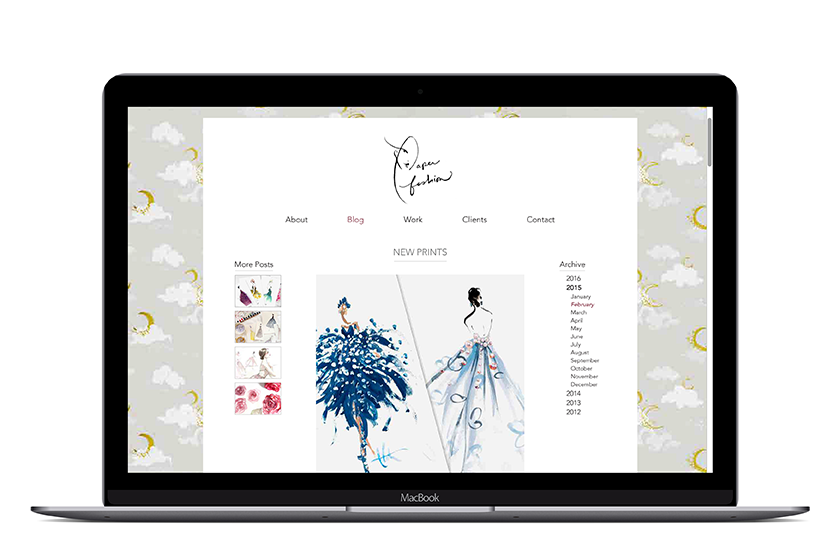 Paper
fashion
About Blog Work Clients Contact
NEW PRINTS
More Posts
Archive
2016
2015
January
February
March
April
May
June
July
August
September
October
November
December
2014
2013
2012
MacBook